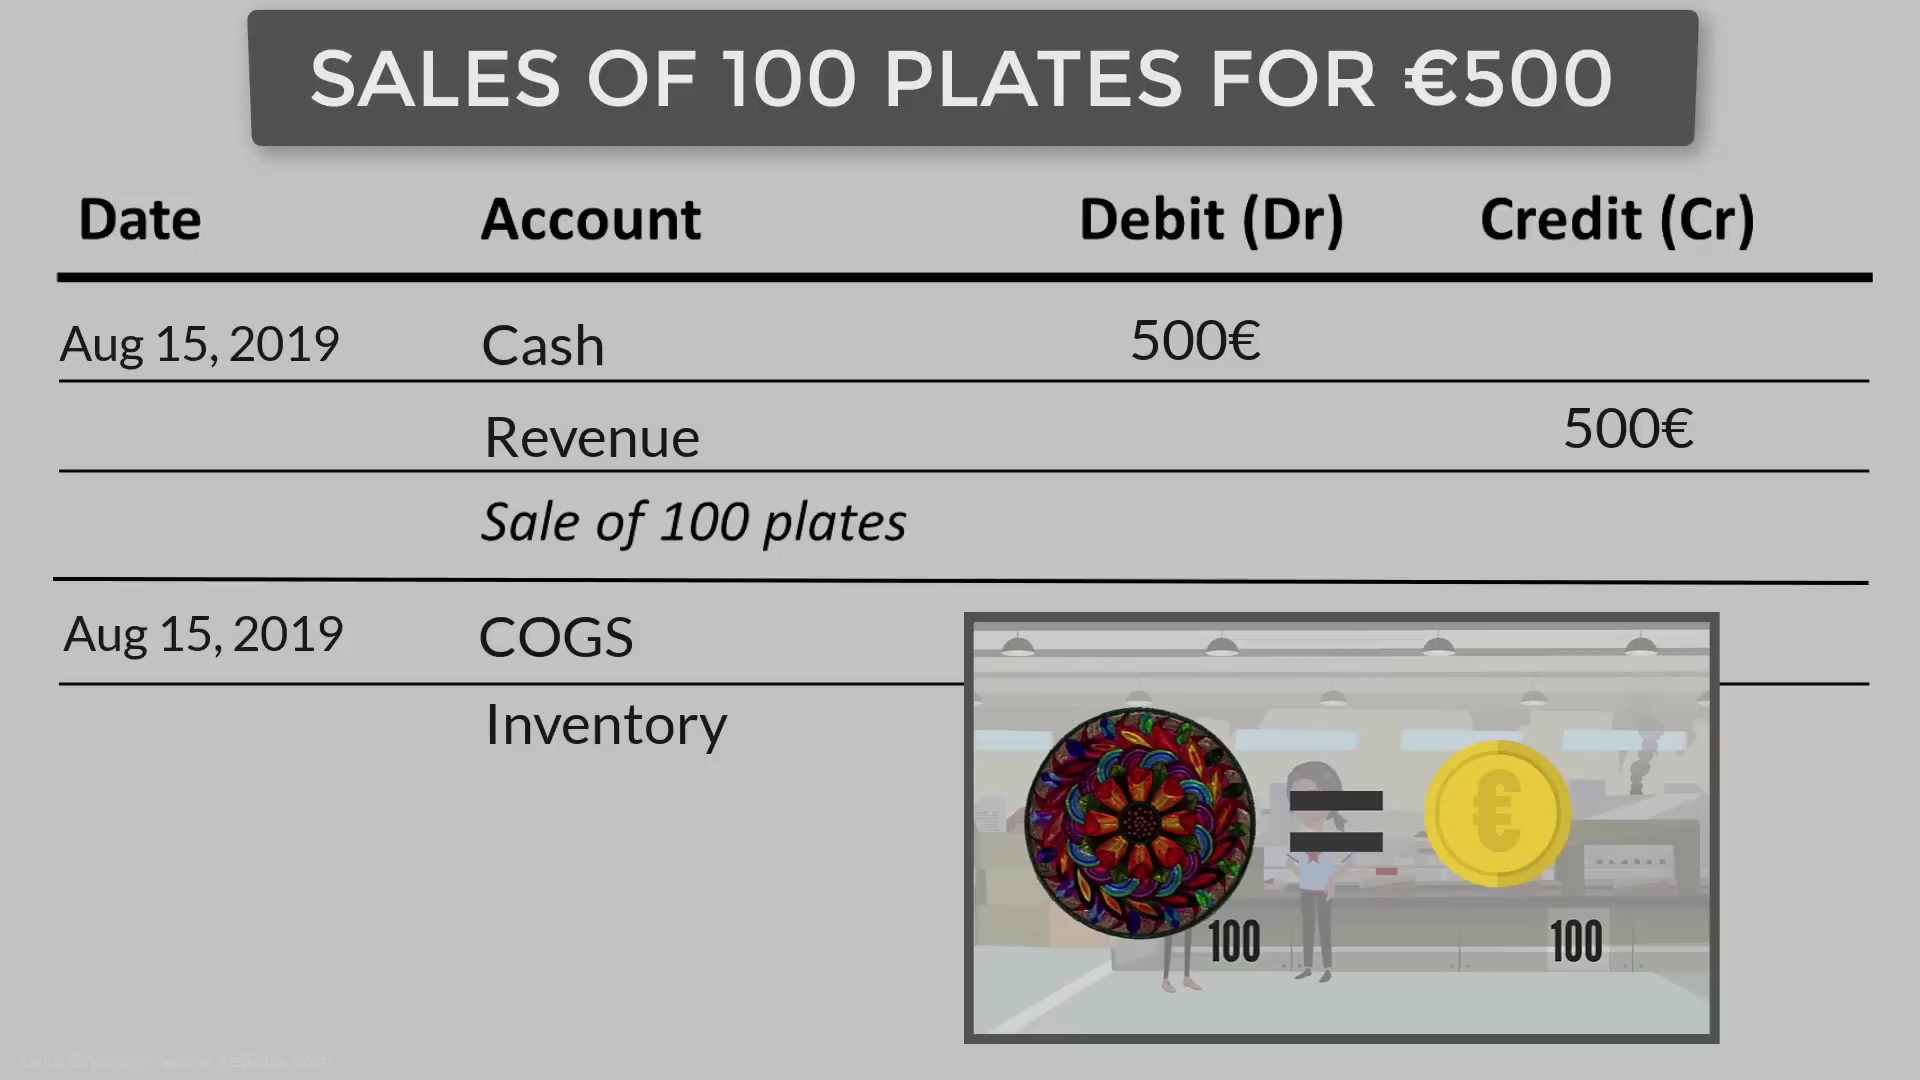 SALES OF 100 PLATES FOR €500
Date Account Debit (Dr) Credit (Cr)
Aug 15, 2019 Cash 500€
Revenue 500€
Sale of 100 plates
Aug 15, 2019 COGS
Inventory
€
100 100